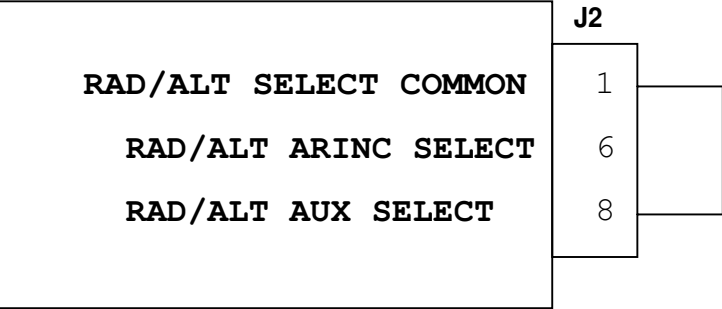 J2
RAD/ALT SELECT COMMON 1
RAD/ALT ARINC SELECT 6
RAD/ALT AUX SELECT 8